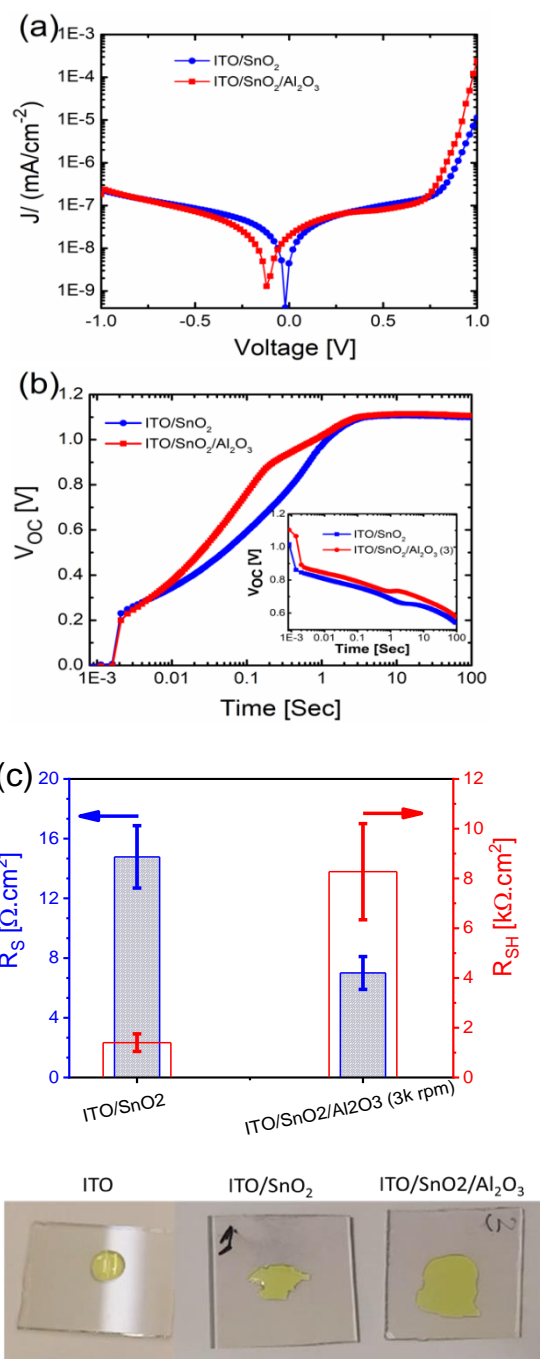 (a)
ITO/SnO₂
ITO/SnO₂/Al₂O₃
1E-3
1E-4
1E-5
1E-6
1E-7
1E-8
1E-9
J/ (mA/cm⁻²)
-1.0
-0.5
0.0
0.5
1.0
Voltage [V]
(b)
ITO/SnO₂
ITO/SnO₂/Al₂O₃
1.2
1.0
0.8
0.6
0.4
0.2
0.0
V_OC [V]
ITO/SnO₂
ITO/SnO₂/Al₂O₃ (3)
1.2
1.0
0.8
0.6
V_OC [V]
1E-3
0.01
0.1
1
10
100
Time [Sec]
1E-3
0.01
0.1
1
10
100
Time [Sec]
(c)
20
16
12
8
4
0
R_S [Ω.cm²]
12
10
8
6
4
2
0
R_SH [kΩ.cm²]
ITO/SnO2
ITO/SnO2/Al2O3 (3k rpm)
ITO
ITO/SnO₂
ITO/SnO2/Al₂O₃